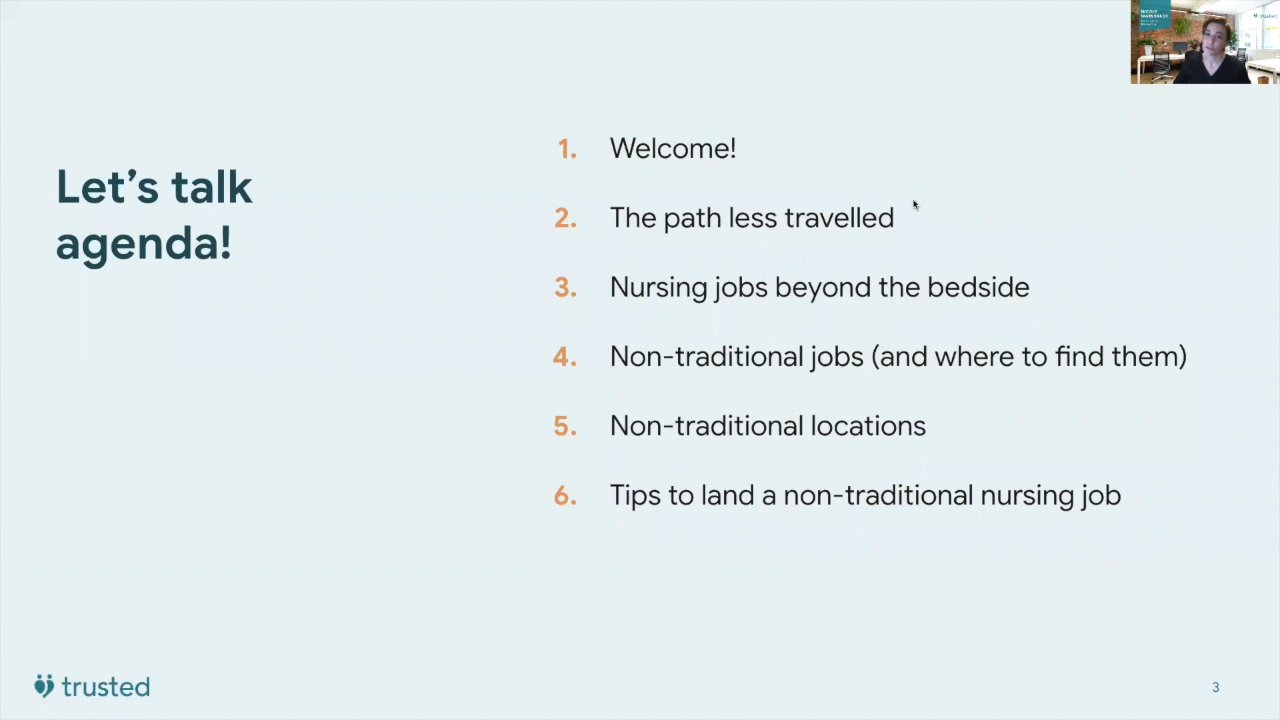 Let's talk
agenda!
1. Welcome!
2. The path less travelled
3. Nursing jobs beyond the bedside
4. Non-traditional jobs (and where to find them)
5. Non-traditional locations
6. Tips to land a non-traditional nursing job
trusted
3
trusted